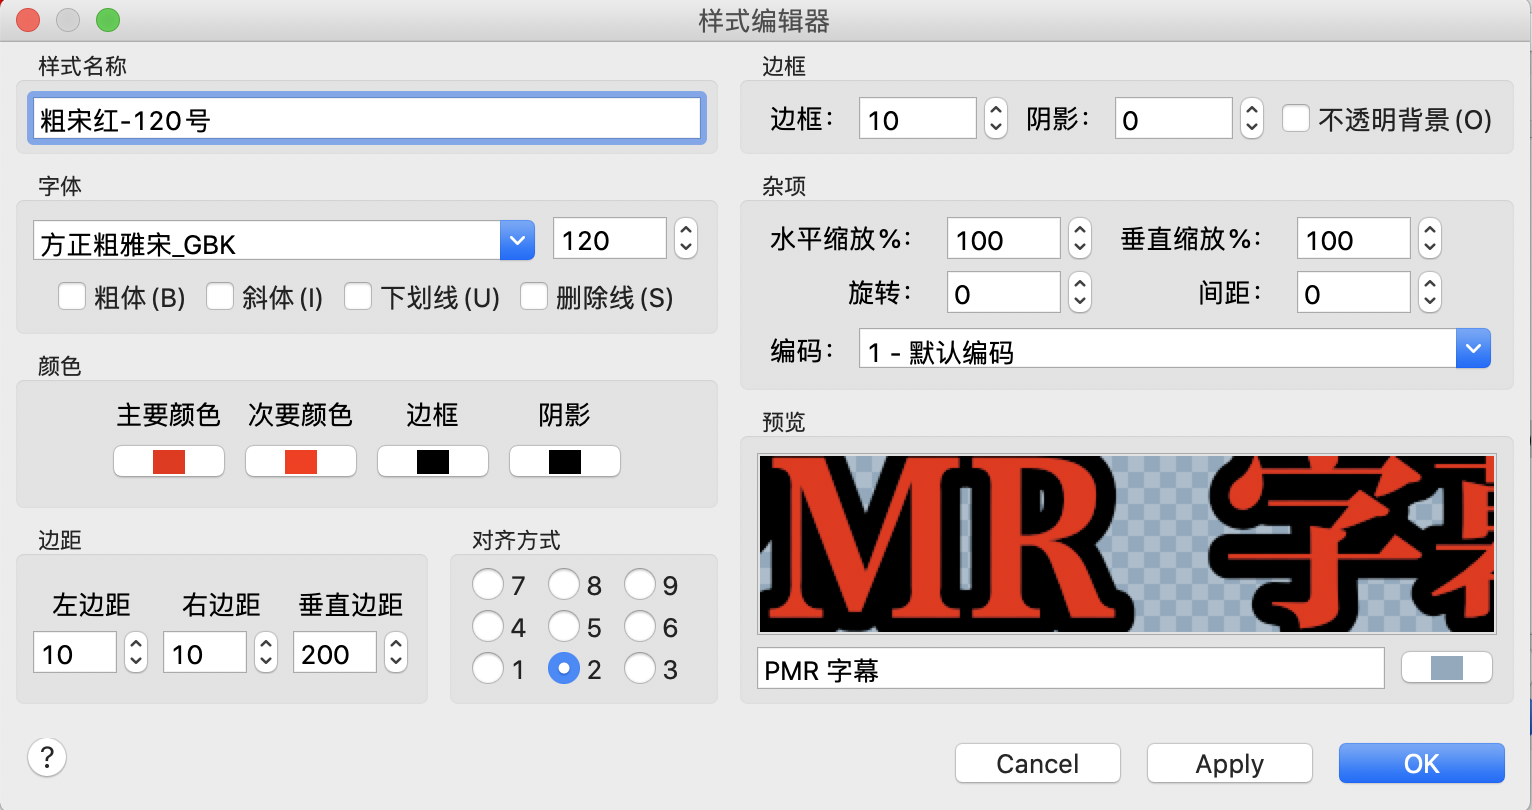 样式编辑器
样式名称
粗宋红-120号
字体
方正粗雅宋_GBK 120
粗体(B) 斜体(I) 下划线(U) 删除线(S)
颜色
主要颜色 次要颜色 边框 阴影
边距
左边距 右边距 垂直边距
10 10 200
对齐方式
7 8 9
4 5 6
1 2 3
边框
边框: 10 阴影: 0 不透明背景(O)
杂项
水平缩放%: 100 垂直缩放%: 100
旋转: 0 间距: 0
编码: 1 - 默认编码
预览
MR 字幕
PMR 字幕
? Cancel Apply OK